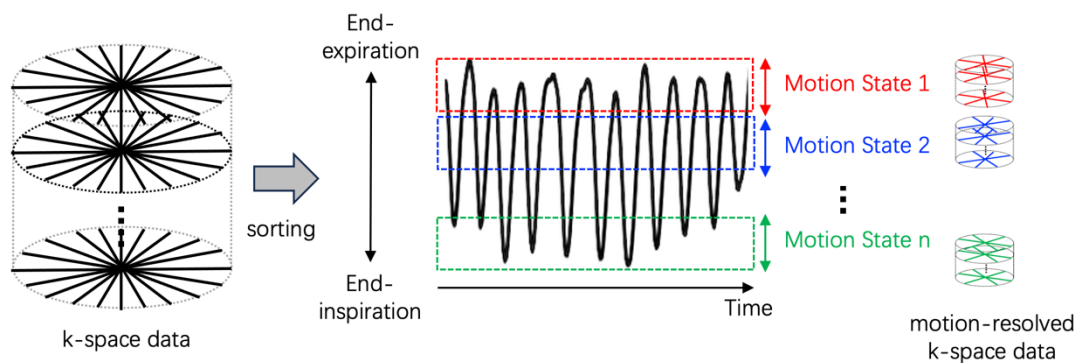 End-
expiration
Motion State 1
Motion State 2
sorting
Motion State n
End-
inspiration
Time
k-space data
motion-resolved
k-space data